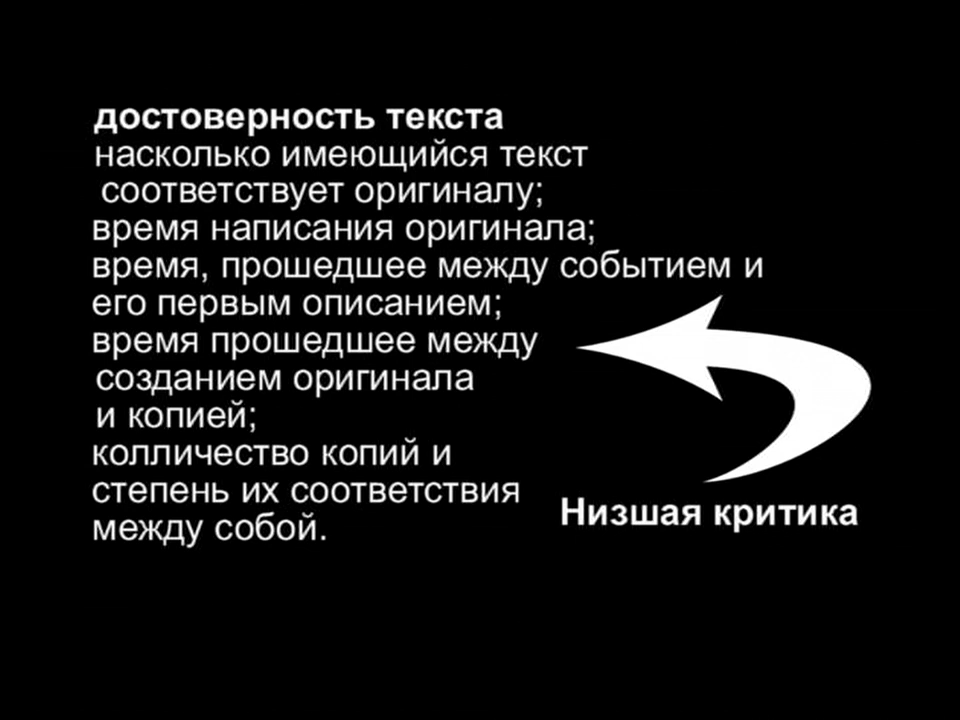 достоверность текста
насколько имеющийся текст
соответствует оригиналу;
время написания оригинала;
время, прошедшее между событием и
его первым описанием;
время прошедшее между
созданием оригинала
и копией;
колличество копий и
степень их соответствия
между собой.
Низшая критика